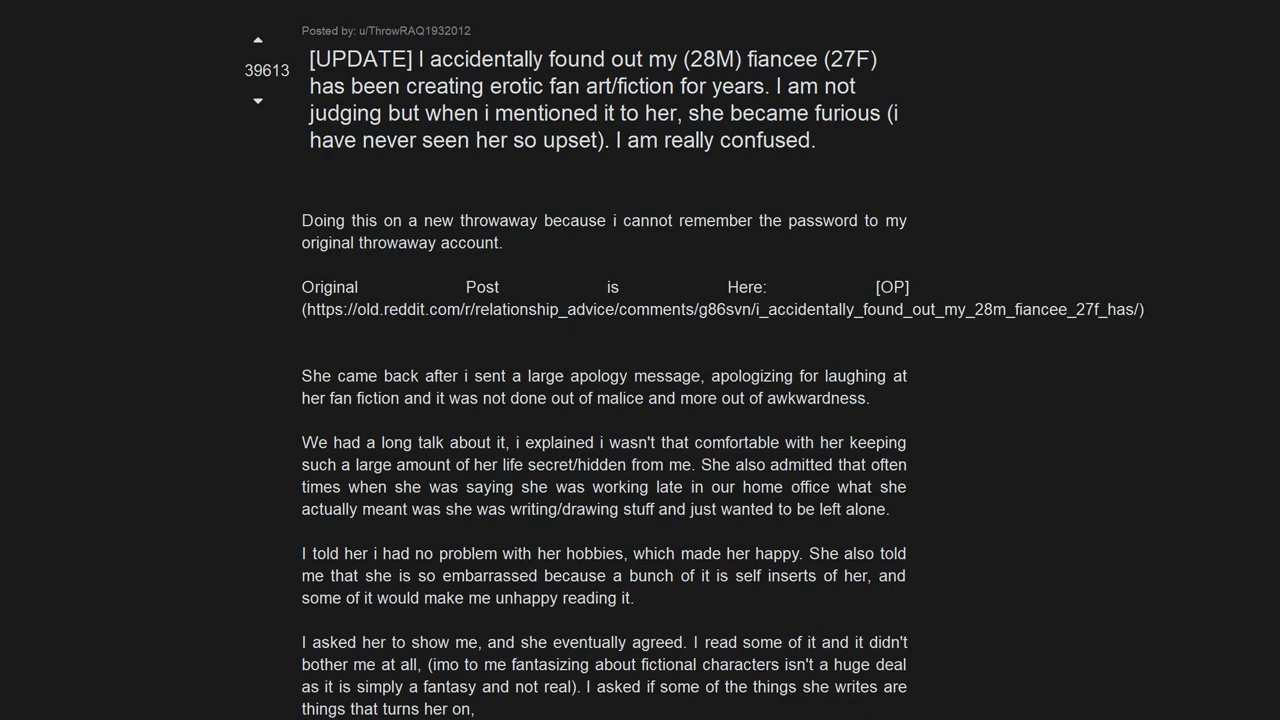 Posted by: u/ThrowRAQ1932012
39613
[UPDATE] I accidentally found out my (28M) fiancee (27F)
has been creating erotic fan art/fiction for years. I am not
judging but when i mentioned it to her, she became furious (i
have never seen her so upset). I am really confused.
Doing this on a new throwaway because i cannot remember the password to my
original throwaway account.
Original Post is Here: [OP]
(https://old.reddit.com/r/relationship_advice/comments/g86svn/i_accidentally_found_out_my_28m_fiancee_27f_has/)
She came back after i sent a large apology message, apologizing for laughing at
her fan fiction and it was not done out of malice and more out of awkwardness.
We had a long talk about it, i explained i wasn't that comfortable with her keeping
such a large amount of her life secret/hidden from me. She also admitted that often
times when she was saying she was working late in our home office what she
actually meant was she was writing/drawing stuff and just wanted to be left alone.
I told her i had no problem with her hobbies, which made her happy. She also told
me that she is so embarrassed because a bunch of it is self inserts of her, and
some of it would make me unhappy reading it.
I asked her to show me, and she eventually agreed. I read some of it and it didn't
bother me at all, (imo to me fantasizing about fictional characters isn't a huge deal
as it is simply a fantasy and not real). I asked if some of the things she writes are
things that turns her on,